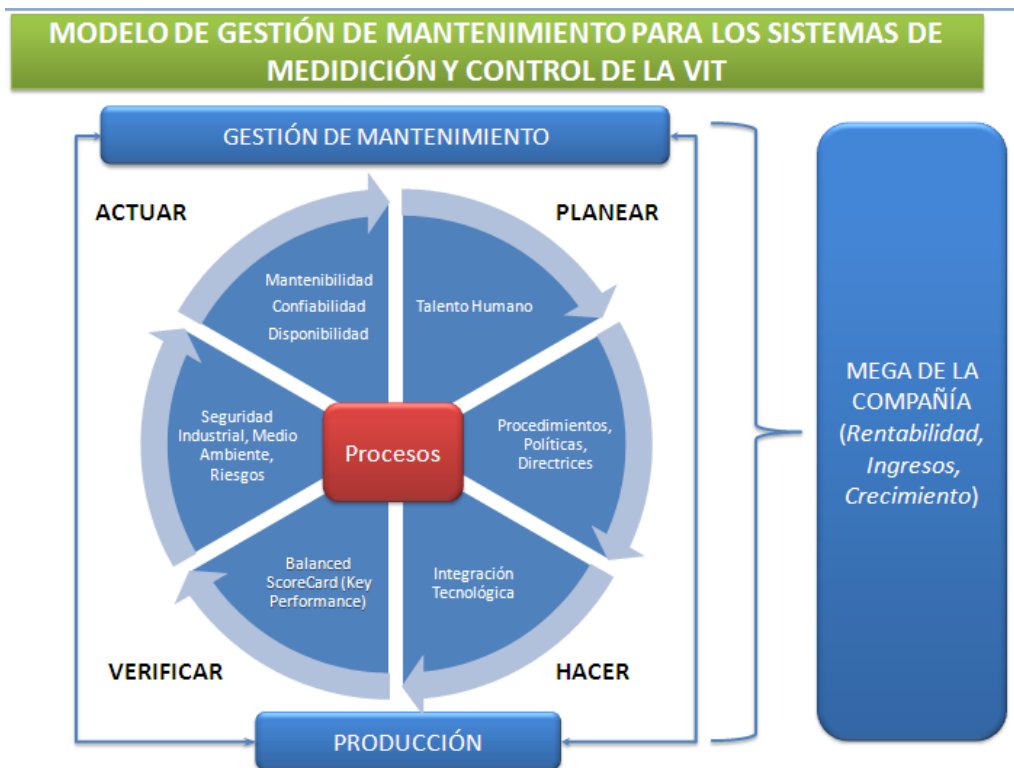 MODELO DE GESTIÓN DE MANTENIMIENTO PARA LOS SISTEMAS DE
MEDIDICIÓN Y CONTROL DE LA VIT
GESTIÓN DE MANTENIMIENTO
ACTUAR
PLANEAR
Mantenibilidad
Confiabilidad
Disponibilidad
Talento Humano
Seguridad
Industrial, Medio
Ambiente,
Riesgos
Procesos
Procedimientos,
Políticas,
Directrices
Balanced
ScoreCard (Key
Performance)
Integración
Tecnológica
VERIFICAR
HACER
PRODUCCIÓN
MEGA DE LA
COMPAÑÍA
(Rentabilidad,
Ingresos,
Crecimiento)